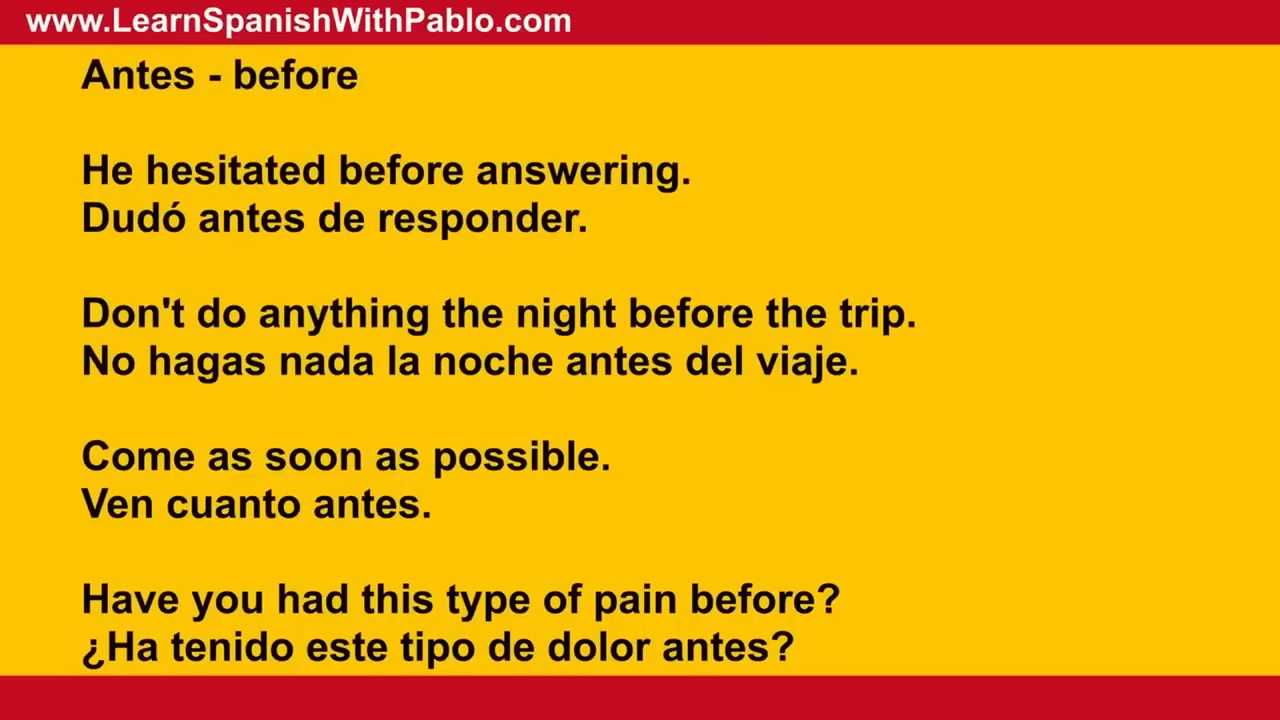 www.LearnSpanishWithPablo.com
Antes - before
He hesitated before answering.
Dudó antes de responder.
Don't do anything the night before the trip.
No hagas nada la noche antes del viaje.
Come as soon as possible.
Ven cuanto antes.
Have you had this type of pain before?
¿Ha tenido este tipo de dolor antes?